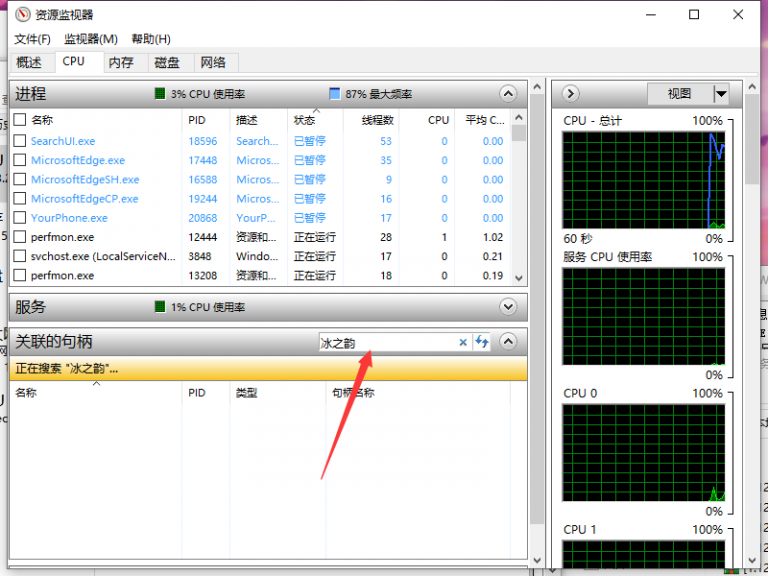 资源监视器
文件(F) 监视器(M) 帮助(H)
概述 CPU 内存 磁盘 网络
进程 3% CPU 使用率 87% 最大频率
名称 PID 描述 状态 线程数 CPU 平均 C...
SearchUI.exe 18596 Search... 已暂停 53 0 0.00
MicrosoftEdge.exe 17448 Micros... 已暂停 35 0 0.00
MicrosoftEdgeSH.exe 16588 Micros... 已暂停 9 0 0.00
MicrosoftEdgeCP.exe 19244 Micros... 已暂停 16 0 0.00
YourPhone.exe 20868 YourP... 已暂停 17 0 0.00
perfmon.exe 12444 资源和... 正在运行 28 1 1.02
svchost.exe (LocalServiceN... 3848 Windo... 正在运行 17 0 0.21
perfmon.exe 13208 资源和... 正在运行 18 0 0.19
服务 1% CPU 使用率
关联的句柄 冰之韵
正在搜索 "冰之韵"...
名称 PID 类型 句柄名称
视图
CPU - 总计 100%
60 秒 0%
服务 CPU 使用率 100%
0%
CPU 0 100%
0%
CPU 1 100%